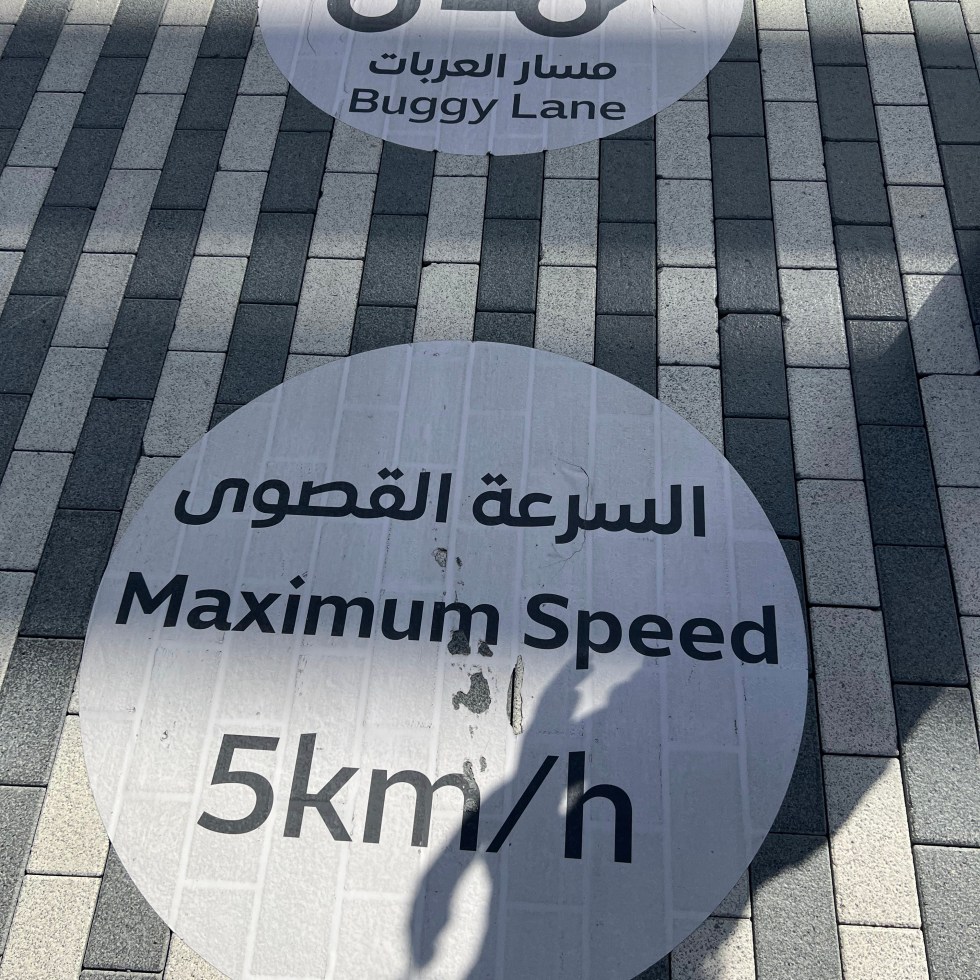 مسار العربات
Buggy Lane
السرعة القصوى
Maximum Speed
5km/h